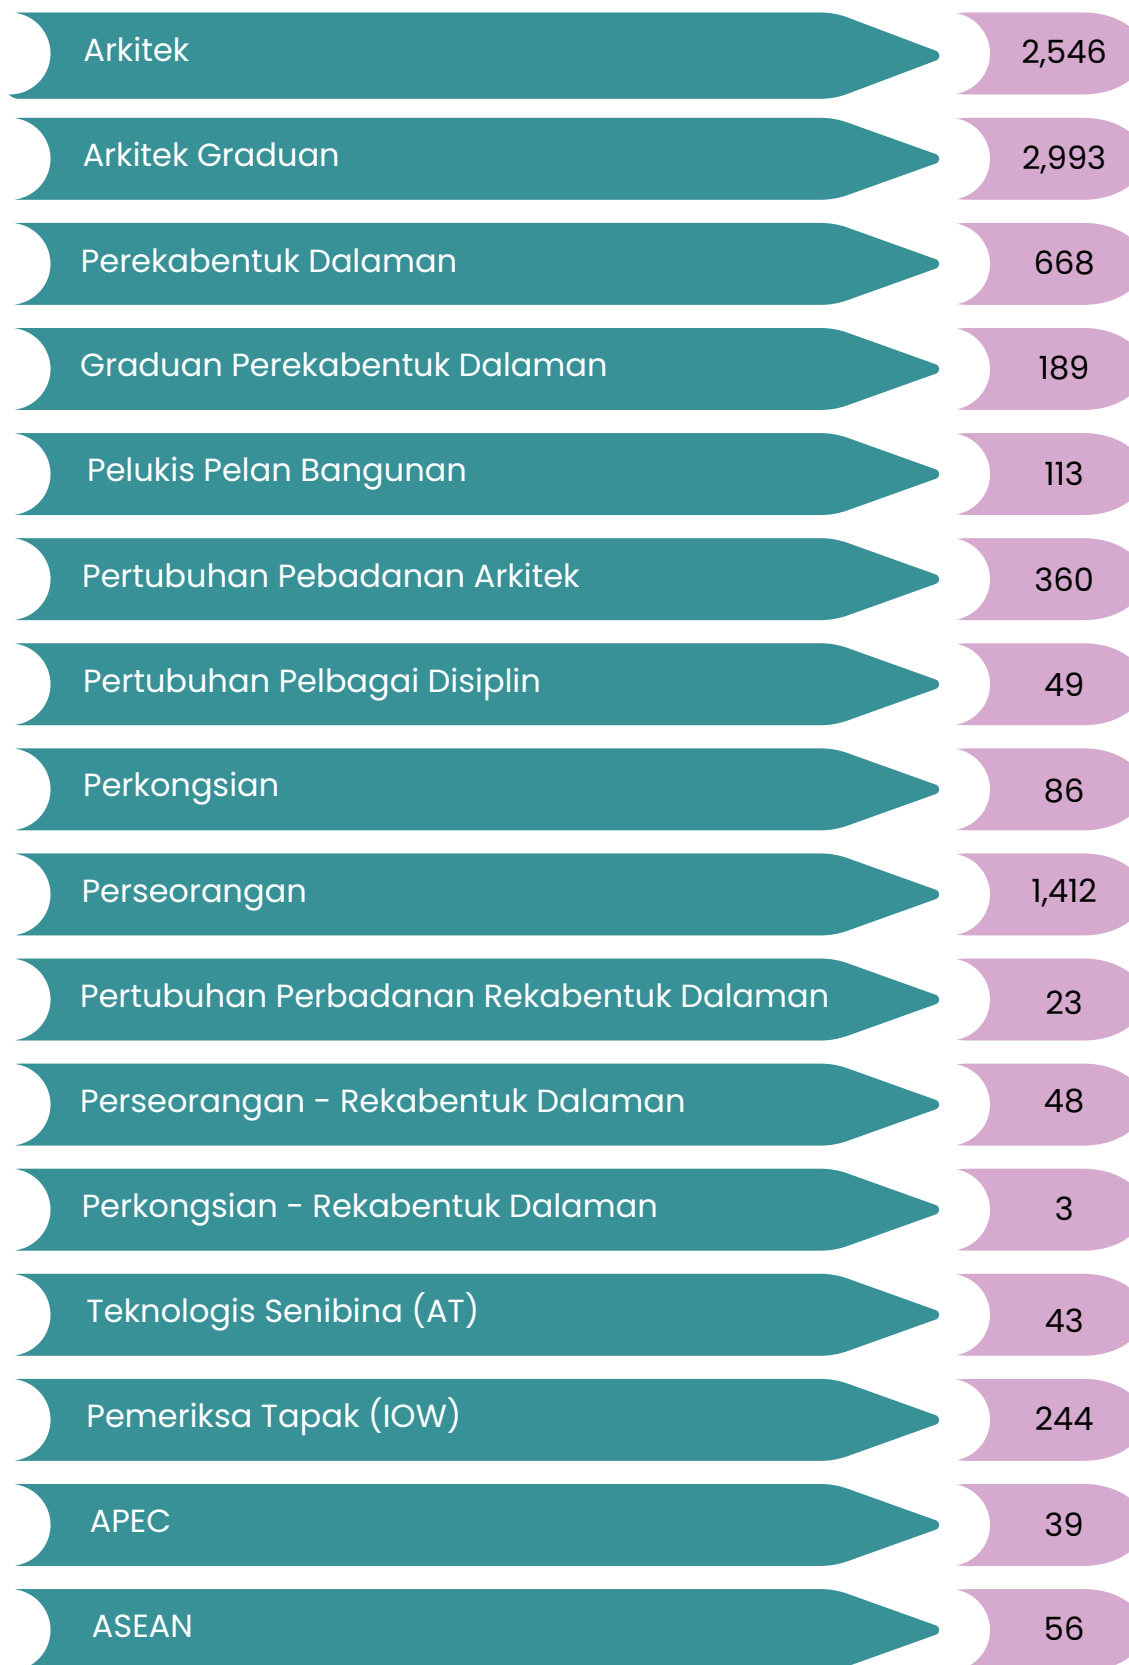 Arkitek 2,546
Arkitek Graduan 2,993
Perekabentuk Dalaman 668
Graduan Perekabentuk Dalaman 189
Pelukis Pelan Bangunan 113
Pertubuhan Pebadanan Arkitek 360
Pertubuhan Pelbagai Disiplin 49
Perkongsian 86
Perseorangan 1,412
Pertubuhan Perbadanan Rekabentuk Dalaman 23
Perseorangan - Rekabentuk Dalaman 48
Perkongsian - Rekabentuk Dalaman 3
Teknologis Senibina (AT) 43
Pemeriksa Tapak (IOW) 244
APEC 39
ASEAN 56